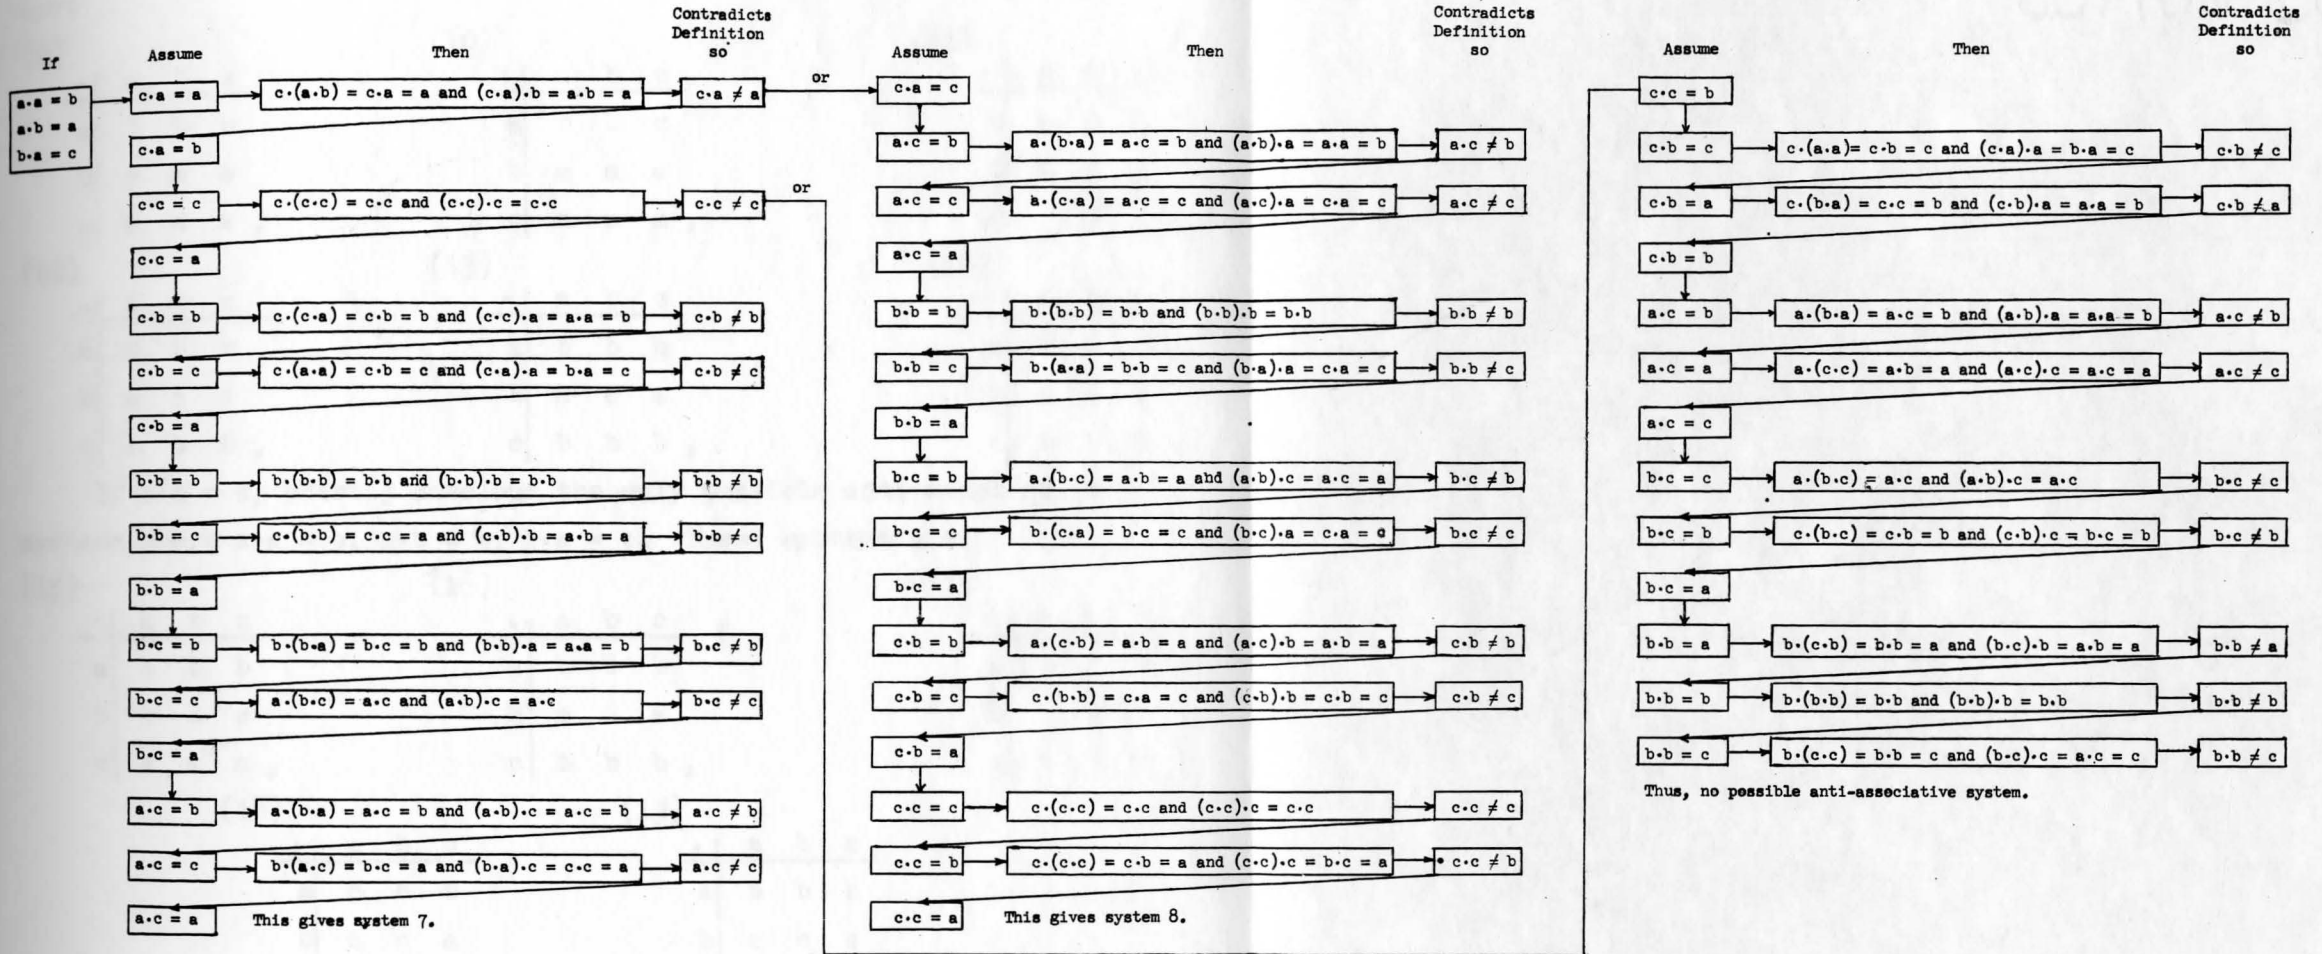 If
a·a = b
a·b = a
b·a = c
Assume Then Contradicts Definition so
c·a = a c·(a·b) = c·a = a and (c·a)·b = a·b = a c·a ≠ a or
c·a = b
c·c = c c·(c·c) = c·c and (c·c)·c = c·c c·c ≠ c or
c·c = a
c·b = b c·(c·a) = c·b = b and (c·c)·a = a·a = b c·b ≠ b
c·b = c c·(a·a) = c·b = c and (c·a)·a = b·a = c c·b ≠ c
c·b = a
b·b = b b·(b·b) = b·b and (b·b)·b = b·b b·b ≠ b
b·b = c·(b·b) = c·c = a and (c·b)·b = a·b = a b·b ≠ c
b·b = a
b·c = b b·(b·a) = b·c = b and (b·b)·a = a·a = b b·c ≠ b
b·c = c a·(b·c) = a·c and (a·b)·c = a·c b·c ≠ c
b·c = a
a·c = b a·(b·a) = a·c = b and (a·b)·c = a·c = b a·c ≠ b
a·c = c b·(a·c) = b·c = a and (b·a)·c = c·c = a a·c ≠ c
a·c = a This gives system 7.
Assume Then Contradicts Definition so
c·a = c
a·c = b a·(b·a) = a·c = b and (a·b)·a = a·a = b a·c ≠ b
a·c = c a·(c·a) = a·c = c and (a·c)·a = c·a = c a·c ≠ c
a·c = a
b·b = b b·(b·b) = b·b and (b·b)·b = b·b b·b ≠ b
b·b = c b·(a·a) = b·b = c and (b·a)·a = c·a = c b·b ≠ c
b·b = a
b·c = b a·(b·c) = a·b = a and (a·b)·c = a·c = a b·c ≠ b
b·c = c b·(c·a) = b·c = c and (b·c)·a = c·a = c b·c ≠ c
b·c = a
c·b = b a·(c·b) = a·b = a and (a·c)·b = a·b = a c·b ≠ b
c·b = c c·(b·b) = c·a = c and (c·b)·b = c·b = c c·b ≠ c
c·b = a
c·c = c c·(c·c) = c·c and (c·c)·c = c·c c·c ≠ c
c·c = b c·(c·c) = c·b = a and (c·c)·c = b·c = a c·c ≠ b
c·c = a This gives system 8.
Assume Then Contradicts Definition so
c·c = b
c·b = c c·(a·a)= c·b = c and (c·a)·a = b·a = c c·b ≠ c
c·b = a c·(b·a) = c·c = b and (c·b)·a = a·a = b c·b ≠ a
c·b = b
a·c = b a·(b·a) = a·c = b and (a·b)·a = a·a = b a·c ≠ b
a·c = a a·(c·c) = a·b = a and (a·c)·c = a·c = a a·c ≠ a
a·c = c
b·c = c a·(b·c) = a·c and (a·b)·c = a·c b·c ≠ c
b·c = b c·(b·c) = c·b = b and (c·b)·c = b·c = b b·c ≠ b
b·c = a
b·b = a b·(c·b) = b·b = a and (b·c)·b = a·b = a b·b ≠ a
b·b = b b·(b·b) = b·b and (b·b)·b = b·b b·b ≠ b
b·b = c b·(c·c) = b·b = c and (b·c)·c = a·c = c b·b ≠ c
Thus, no possible anti-associative system.